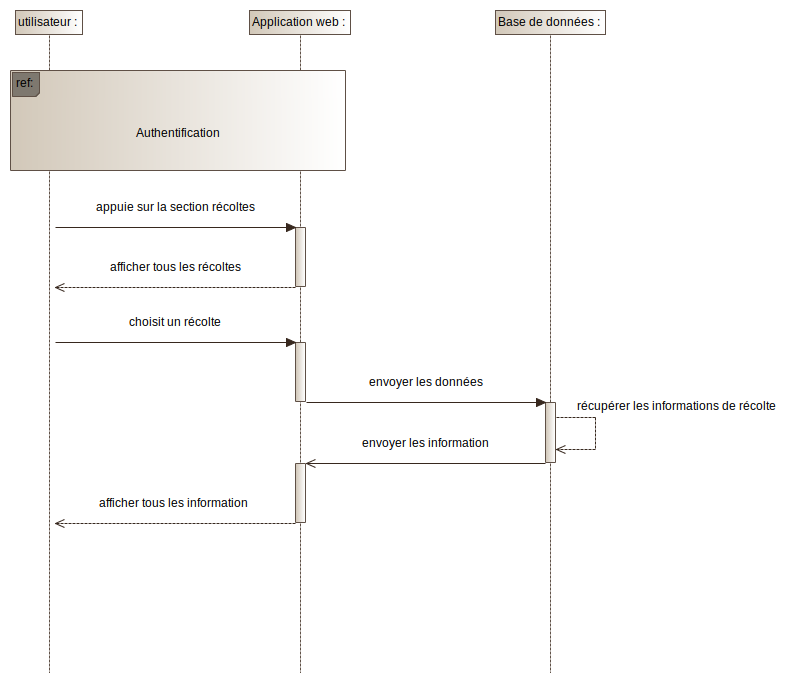 utilisateur :
Application web :
Base de données :
ref:
Authentification
appuie sur la section récoltes
afficher tous les récoltes
choisit un récolte
envoyer les données
récupérer les informations de récolte
envoyer les information
afficher tous les information